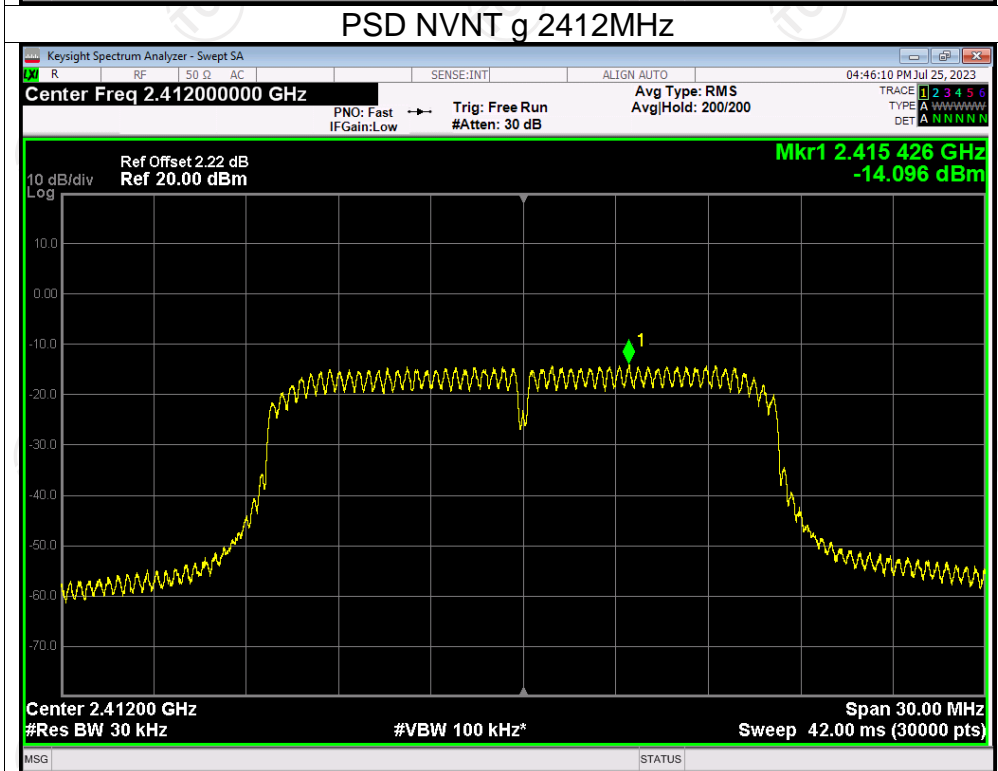 PSD NVNT g 2412MHz
Keysight Spectrum Analyzer - Swept SA
LXI R RF 50 Ω AC SENSE:INT ALIGN AUTO 04:46:10 PM Jul 25, 2023
Center Freq 2.412000000 GHz
PNO: Fast
IFGain:Low
Trig: Free Run
#Atten: 30 dB
Avg Type: RMS
Avg|Hold: 200/200
TRACE 1 2 3 4 5 6
TYPE A WWWWW
DET A N N N N N
Mkr1 2.415 426 GHz
-14.096 dBm
Ref Offset 2.22 dB
10 dB/div Ref 20.00 dBm
Log
1
10.0
0.00
-10.0
-20.0
-30.0
-40.0
-50.0
-60.0
-70.0
Center 2.41200 GHz Span 30.00 MHz
#Res BW 30 kHz #VBW 100 kHz* Sweep 42.00 ms (30000 pts)
MSG STATUS